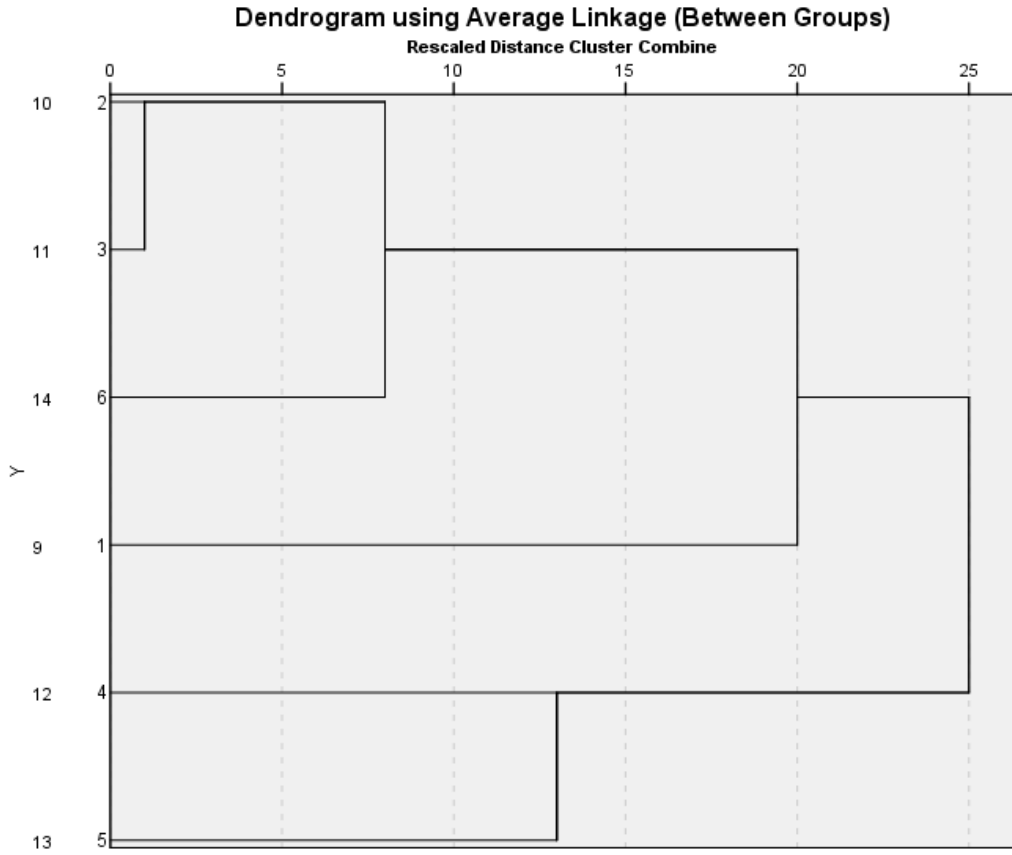 Dendrogram using Average Linkage (Between Groups)
Rescaled Distance Cluster Combine
0 5 10 15 20 25
10 2
11 3
14 6
Y
9 1
12 4
13 5